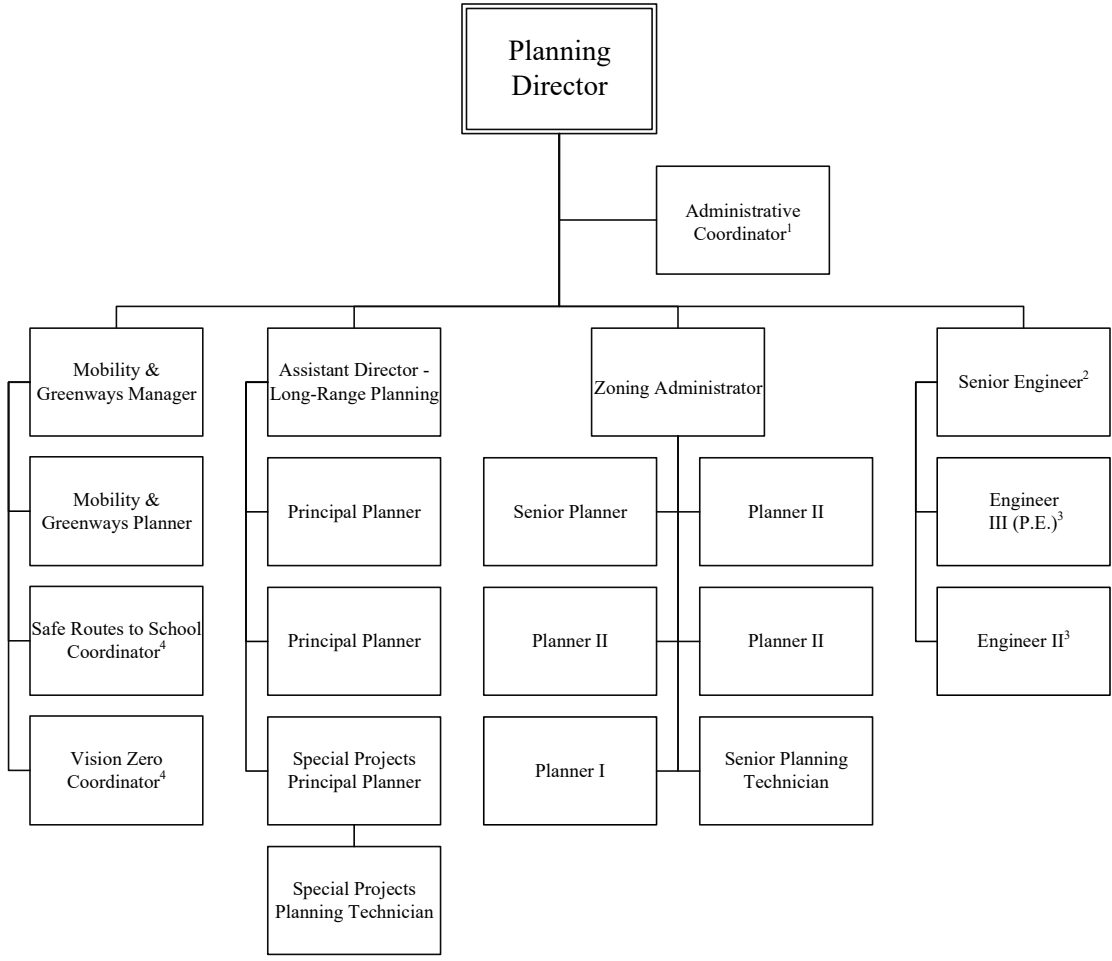 Planning
Director
Administrative
Coordinator¹
Mobility &
Greenways Manager
Assistant Director -
Long-Range Planning
Zoning Administrator
Senior Engineer²
Mobility &
Greenways Planner
Principal Planner
Senior Planner
Planner II
Engineer
III (P.E.)³
Safe Routes to School
Coordinator⁴
Principal Planner
Planner II
Planner II
Engineer II³
Vision Zero
Coordinator⁴
Special Projects
Principal Planner
Planner I
Senior Planning
Technician
Special Projects
Planning Technician